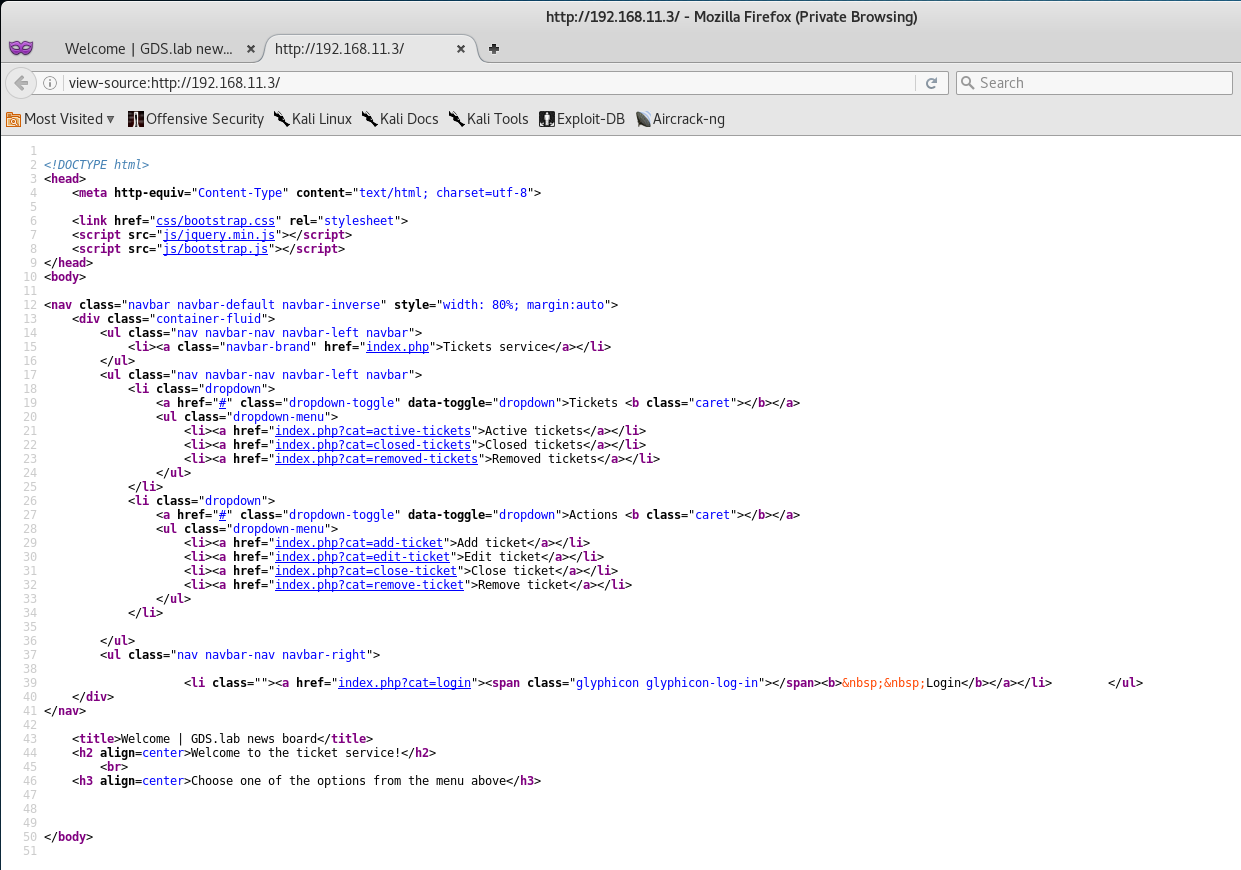 http://192.168.11.3/ - Mozilla Firefox (Private Browsing)
Welcome | GDS.lab new... × http://192.168.11.3/ ×
view-source:http://192.168.11.3/ Search
Most Visited Offensive Security Kali Linux Kali Docs Kali Tools Exploit-DB Aircrack-ng
1
2 <!DOCTYPE html>
3 <head>
4     <meta http-equiv="Content-Type" content="text/html; charset=utf-8">
5
6     <link href="css/bootstrap.css" rel="stylesheet">
7     <script src="js/jquery.min.js"></script>
8     <script src="js/bootstrap.js"></script>
9 </head>
10 <body>
11
12 <nav class="navbar navbar-default navbar-inverse" style="width: 80%; margin:auto">
13     <div class="container-fluid">
14         <ul class="nav navbar-nav navbar-left navbar">
15             <li><a class="navbar-brand" href="index.php">Tickets service</a></li>
16         </ul>
17         <ul class="nav navbar-nav navbar-left navbar">
18             <li class="dropdown">
19                 <a href="#" class="dropdown-toggle" data-toggle="dropdown">Tickets <b class="caret"></b></a>
20                 <ul class="dropdown-menu">
21                     <li><a href="index.php?cat=active-tickets">Active tickets</a></li>
22                     <li><a href="index.php?cat=closed-tickets">Closed tickets</a></li>
23                     <li><a href="index.php?cat=removed-tickets">Removed tickets</a></li>
24                 </ul>
25             </li>
26             <li class="dropdown">
27                 <a href="#" class="dropdown-toggle" data-toggle="dropdown">Actions <b class="caret"></b></a>
28                 <ul class="dropdown-menu">
29                     <li><a href="index.php?cat=add-ticket">Add ticket</a></li>
30                     <li><a href="index.php?cat=edit-ticket">Edit ticket</a></li>
31                     <li><a href="index.php?cat=close-ticket">Close ticket</a></li>
32                     <li><a href="index.php?cat=remove-ticket">Remove ticket</a></li>
33                 </ul>
34             </li>
35
36         </ul>
37         <ul class="nav navbar-nav navbar-right">
38
39                     <li class=""><a href="index.php?cat=login"><span class="glyphicon glyphicon-log-in"></span><b>&nbsp;&nbsp;Login</b></a></li>        </ul>
40     </div>
41 </nav>
42
43     <title>Welcome | GDS.lab news board</title>
44     <h2 align=center>Welcome to the ticket service!</h2>
45         <br>
46     <h3 align=center>Choose one of the options from the menu above</h3>
47
48
49
50 </body>
51